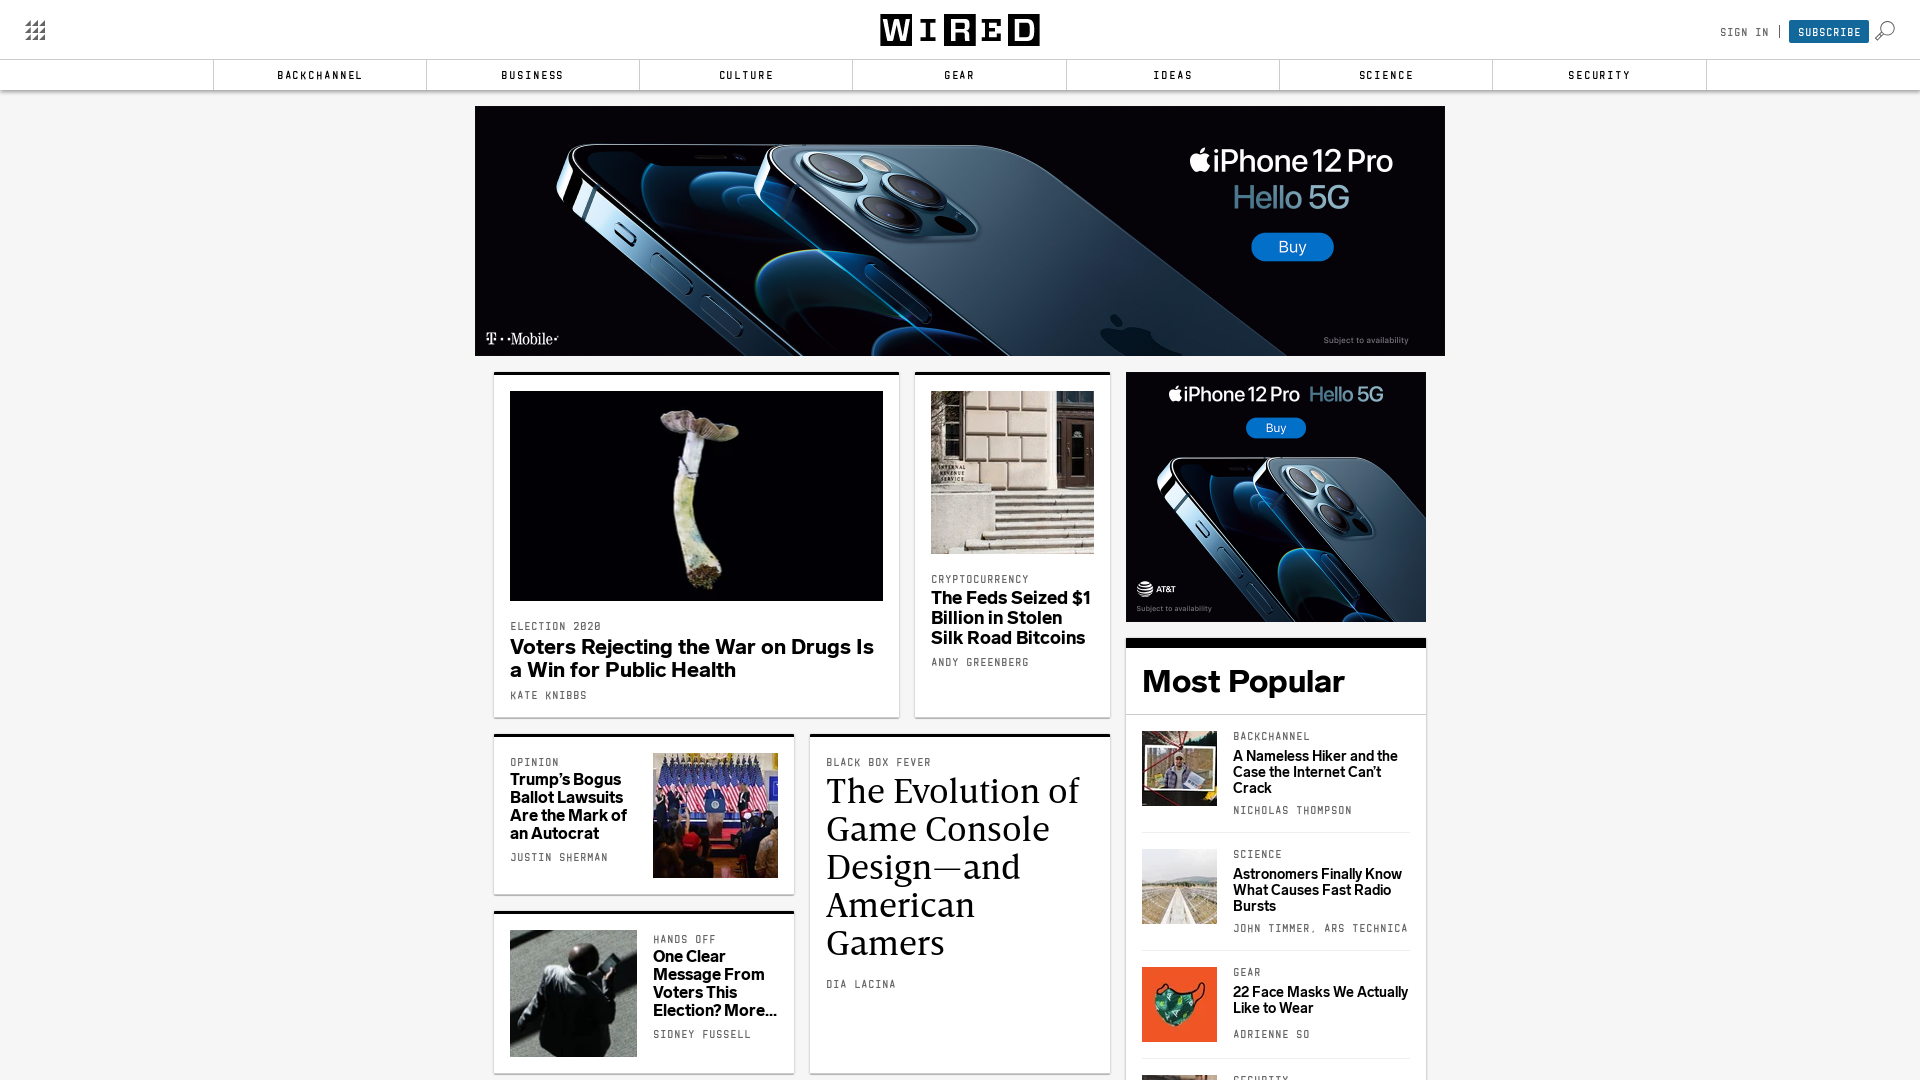 WIRED
SIGN IN
SUBSCRIBE
BACKCHANNEL
BUSINESS
CULTURE
GEAR
IDEAS
SCIENCE
SECURITY
iPhone 12 Pro
Hello 5G
Buy
T··Mobile·
Subject to availability
ELECTION 2020
Voters Rejecting the War on Drugs Is
a Win for Public Health
KATE KNIBBS
INTERNAL
REVENUE
SERVICE
CRYPTOCURRENCY
The Feds Seized $1
Billion in Stolen
Silk Road Bitcoins
ANDY GREENBERG
iPhone 12 Pro Hello 5G
Buy
AT&T
Subject to availability
Most Popular
BACKCHANNEL
A Nameless Hiker and the
Case the Internet Can’t
Crack
NICHOLAS THOMPSON
SCIENCE
Astronomers Finally Know
What Causes Fast Radio
Bursts
JOHN TIMMER, ARS TECHNICA
GEAR
22 Face Masks We Actually
Like to Wear
ADRIENNE SO
SECURITY
OPINION
Trump’s Bogus
Ballot Lawsuits
Are the Mark of
an Autocrat
JUSTIN SHERMAN
BLACK BOX FEVER
The Evolution of
Game Console
Design—and
American
Gamers
DIA LACINA
HANDS OFF
One Clear
Message From
Voters This
Election? More...
SIDNEY FUSSELL